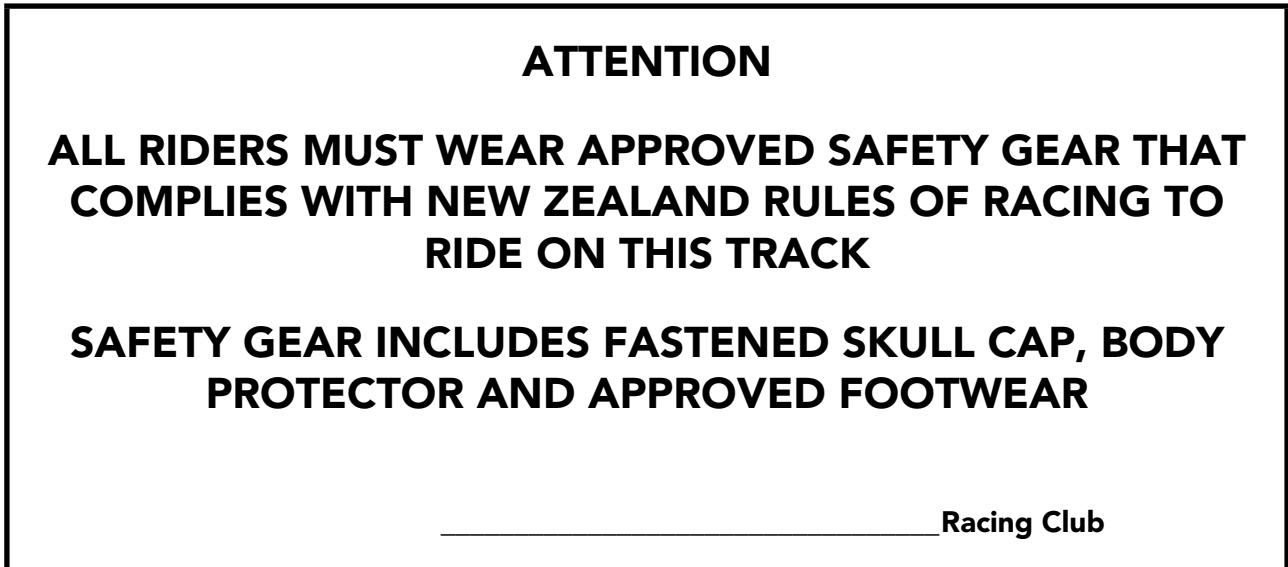 ATTENTION
ALL RIDERS MUST WEAR APPROVED SAFETY GEAR THAT
COMPLIES WITH NEW ZEALAND RULES OF RACING TO
RIDE ON THIS TRACK
SAFETY GEAR INCLUDES FASTENED SKULL CAP, BODY
PROTECTOR AND APPROVED FOOTWEAR
__________________________________Racing Club